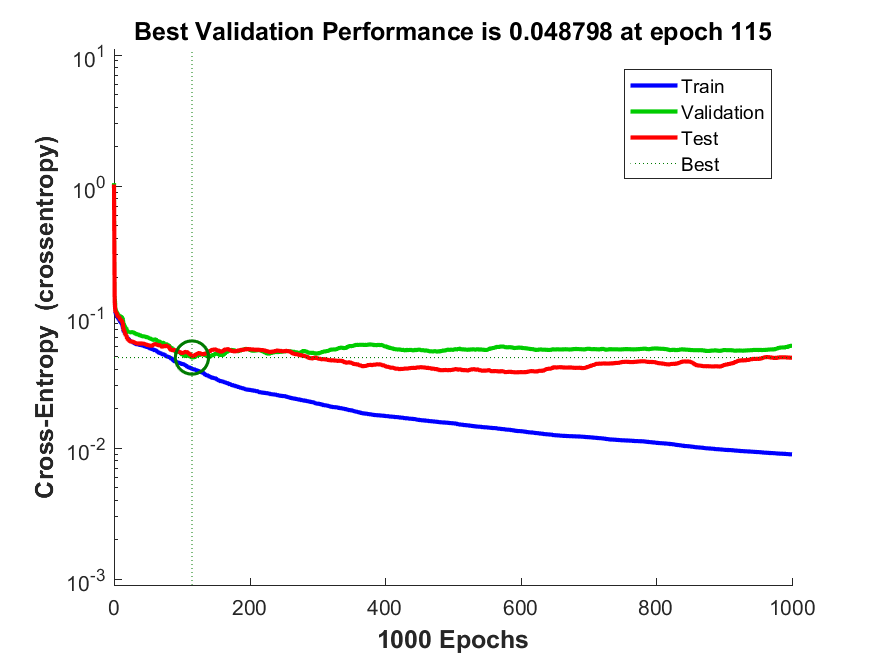 Best Validation Performance is 0.048798 at epoch 115
Cross-Entropy (crossentropy)
10^1
10^0
10^-1
10^-2
10^-3
Train
Validation
Test
Best
0 200 400 600 800 1000
1000 Epochs